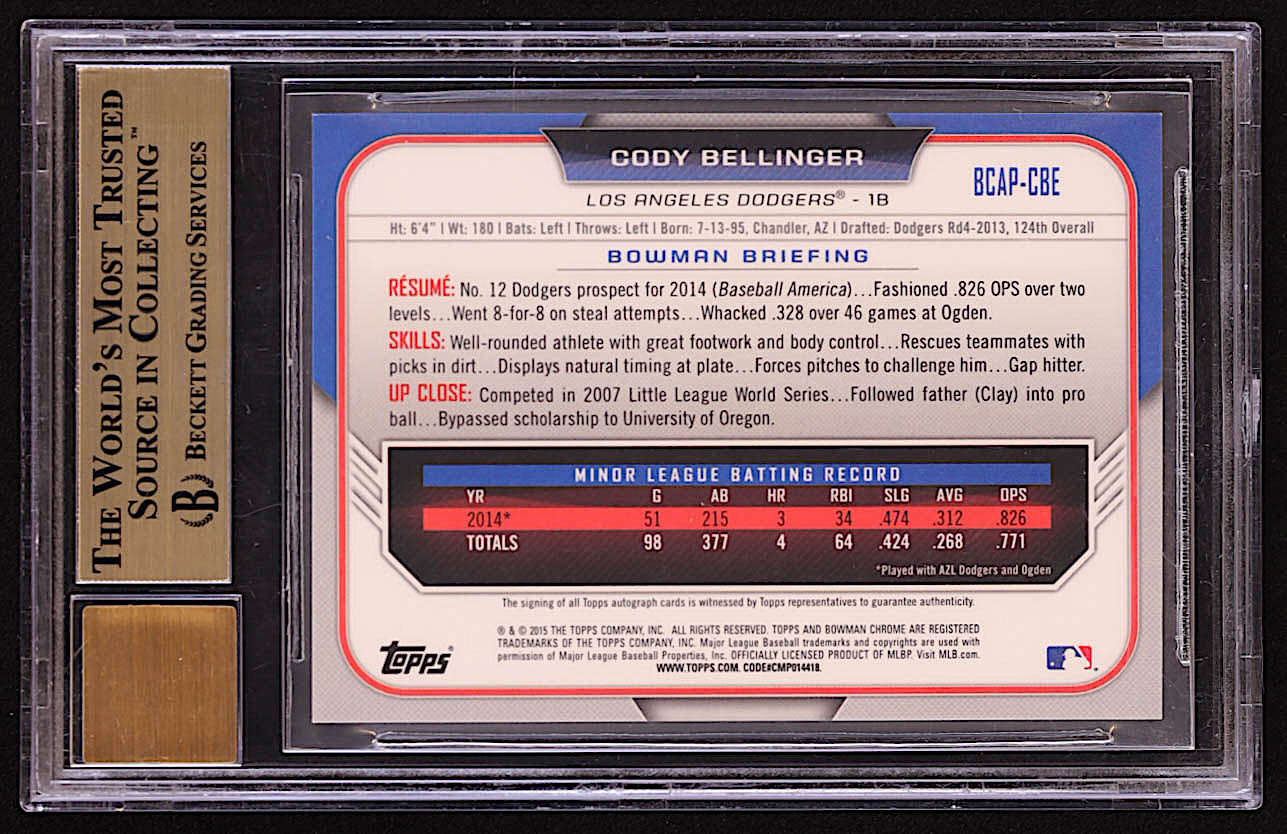 THE WORLD'S MOST TRUSTED
SOURCE IN COLLECTING™
B BECKETT GRADING SERVICES
CODY BELLINGER
LOS ANGELES DODGERS® - 1B
BCAP-CBE
Ht: 6'4" | Wt: 180 | Bats: Left | Throws: Left | Born: 7-13-95, Chandler, AZ | Drafted: Dodgers Rd4-2013, 124th Overall
BOWMAN BRIEFING
RÉSUMÉ: No. 12 Dodgers prospect for 2014 (Baseball America)...Fashioned .826 OPS over two
levels...Went 8-for-8 on steal attempts...Whacked .328 over 46 games at Ogden.
SKILLS: Well-rounded athlete with great footwork and body control...Rescues teammates with
picks in dirt...Displays natural timing at plate...Forces pitches to challenge him...Gap hitter.
UP CLOSE: Competed in 2007 Little League World Series...Followed father (Clay) into pro
ball...Bypassed scholarship to University of Oregon.
MINOR LEAGUE BATTING RECORD
YR G AB HR RBI SLG AVG OPS
2014* 51 215 3 34 .474 .312 .826
TOTALS 98 377 4 64 .424 .268 .771
*Played with AZL Dodgers and Ogden
The signing of all Topps autograph cards is witnessed by Topps representatives to guarantee authenticity.
® & © 2015 THE TOPPS COMPANY, INC. ALL RIGHTS RESERVED. TOPPS AND BOWMAN CHROME ARE REGISTERED
TRADEMARKS OF THE TOPPS COMPANY, INC. Major League Baseball trademarks and copyrights are used with
permission of Major League Baseball Properties, Inc. OFFICIALLY LICENSED PRODUCT OF MLBP. Visit MLB.com.
WWW.TOPPS.COM. CODE#CMP014418.
topps®